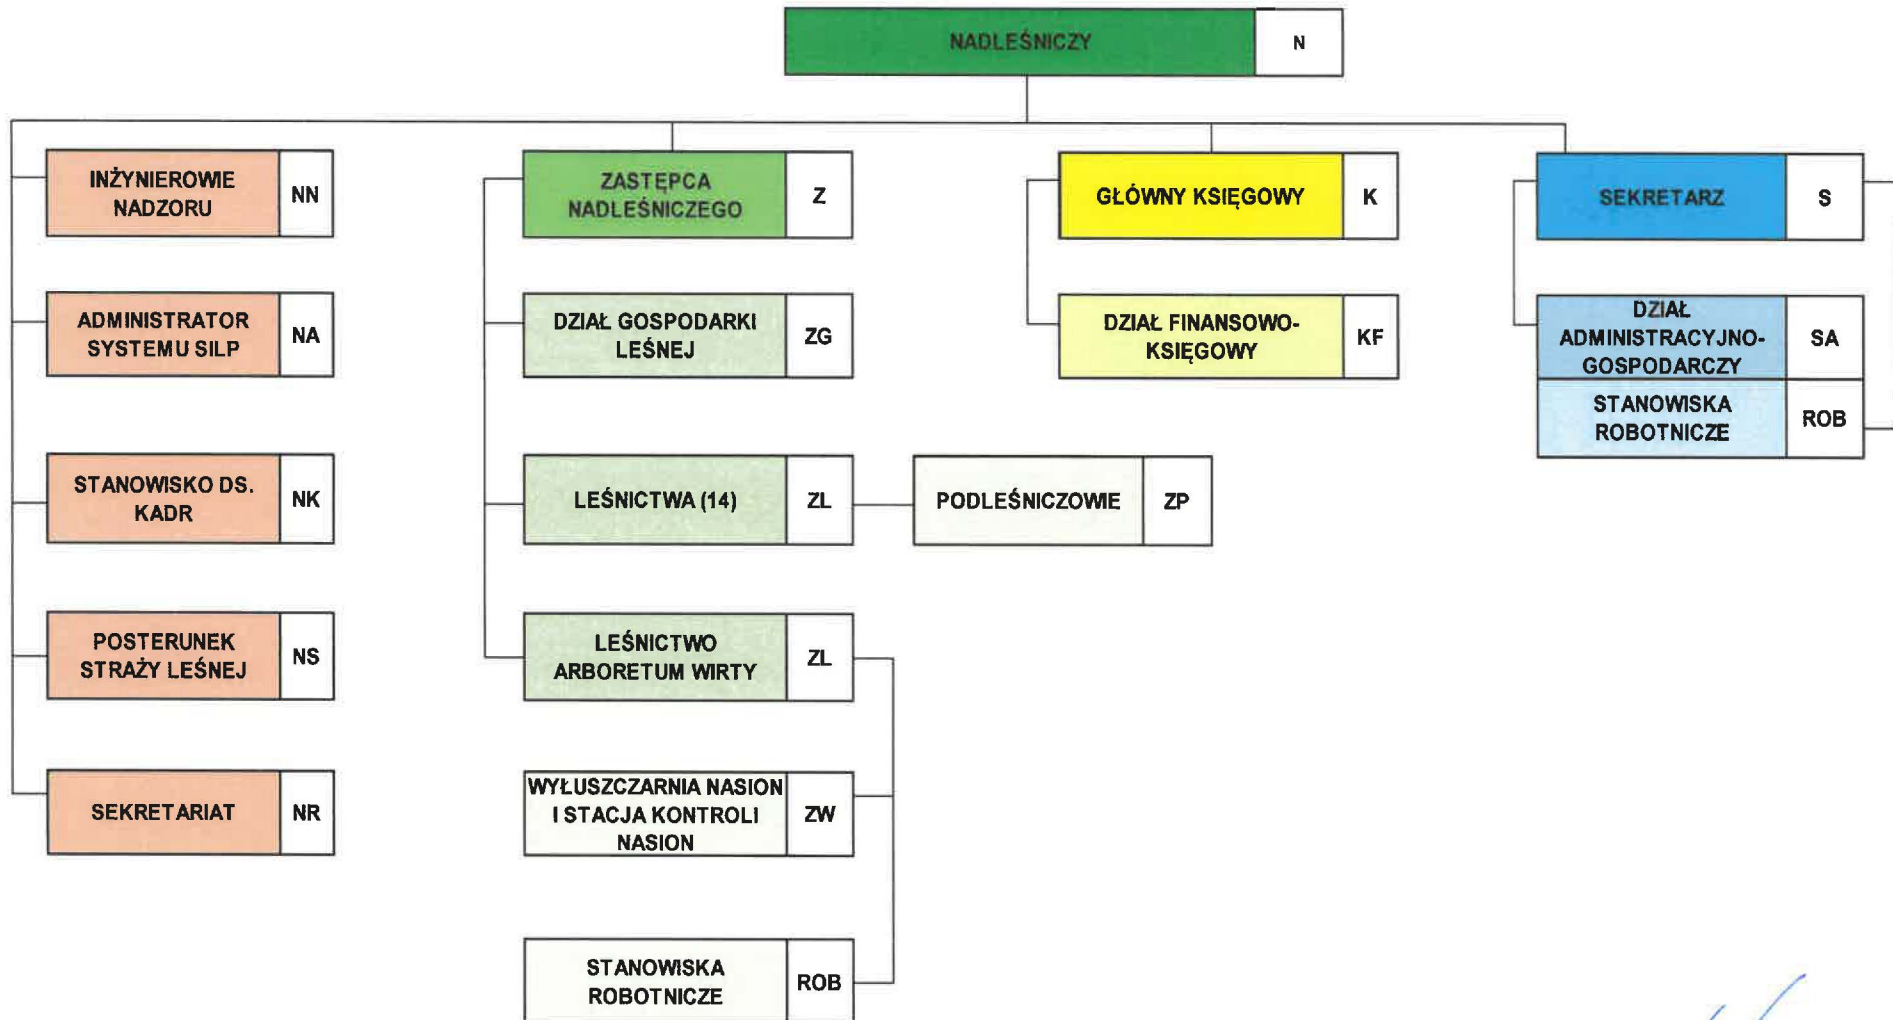 NADLEŚNICZY
N
INŻYNIEROWIE
NADZORU
NN
ADMINISTRATOR
SYSTEMU SILP
NA
STANOWISKO DS.
KADR
NK
POSTERUNEK
STRAŻY LEŚNEJ
NS
SEKRETARIAT
NR
ZASTĘPCA
NADLEŚNICZEGO
Z
DZIAŁ GOSPODARKI
LEŚNEJ
ZG
LEŚNICTWA (14)
ZL
PODLEŚNICZOWIE
ZP
LEŚNICTWO
ARBORETUM WIRTY
ZL
WYŁUSZCZARNIA NASION
I STACJA KONTROLI
NASION
ZW
STANOWISKA
ROBOTNICZE
ROB
GŁÓWNY KSIĘGOWY
K
DZIAŁ FINANSOWO-
KSIĘGOWY
KF
SEKRETARZ
S
DZIAŁ
ADMINISTRACYJNO-
GOSPODARCZY
SA
STANOWISKA
ROBOTNICZE
ROB